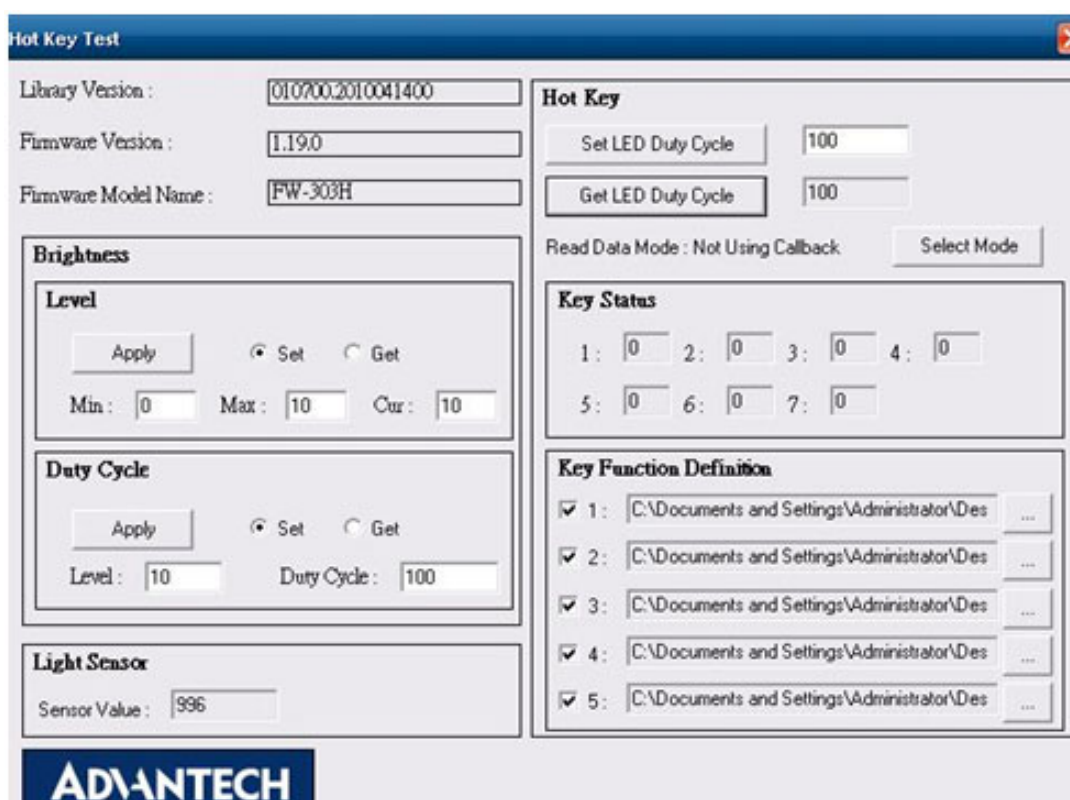 Hot Key Test
Library Version : 010700.2010041400
Firmware Version : 1.19.0
Firmware Model Name : FW-303H
Brightness
Level
Apply Set Get
Min : 0 Max : 10 Cur : 10
Duty Cycle
Apply Set Get
Level : 10 Duty Cycle : 100
Light Sensor
Sensor Value : 996
ADVANTECH
Hot Key
Set LED Duty Cycle 100
Get LED Duty Cycle 100
Read Data Mode : Not Using Callback Select Mode
Key Status
1 : 0 2 : 0 3 : 0 4 : 0
5 : 0 6 : 0 7 : 0
Key Function Definition
1 : C:\Documents and Settings\Administrator\Des ...
2 : C:\Documents and Settings\Administrator\Des ...
3 : C:\Documents and Settings\Administrator\Des ...
4 : C:\Documents and Settings\Administrator\Des ...
5 : C:\Documents and Settings\Administrator\Des ...